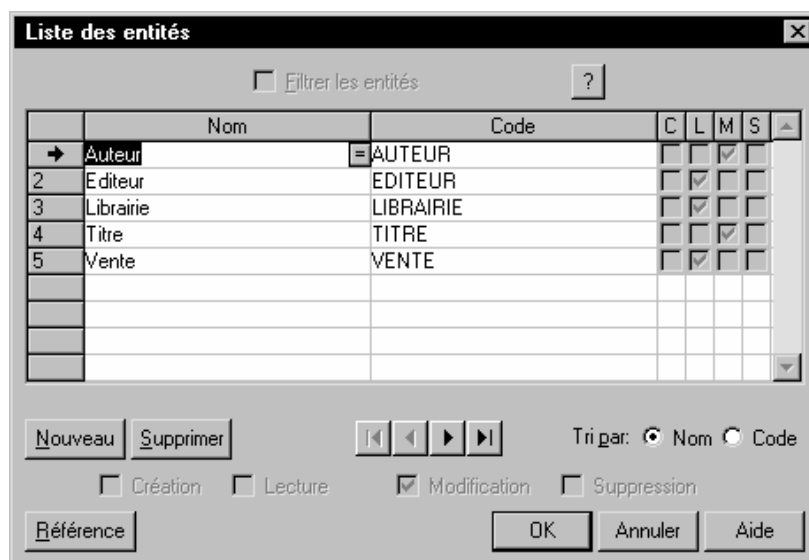 Liste des entités
Filtrer les entités ?
Nom Code C L M S
Auteur = AUTEUR
2 Editeur EDITEUR
3 Librairie LIBRAIRIE
4 Titre TITRE
5 Vente VENTE
Nouveau Supprimer Tri par: Nom Code
Création Lecture Modification Suppression
Référence OK Annuler Aide